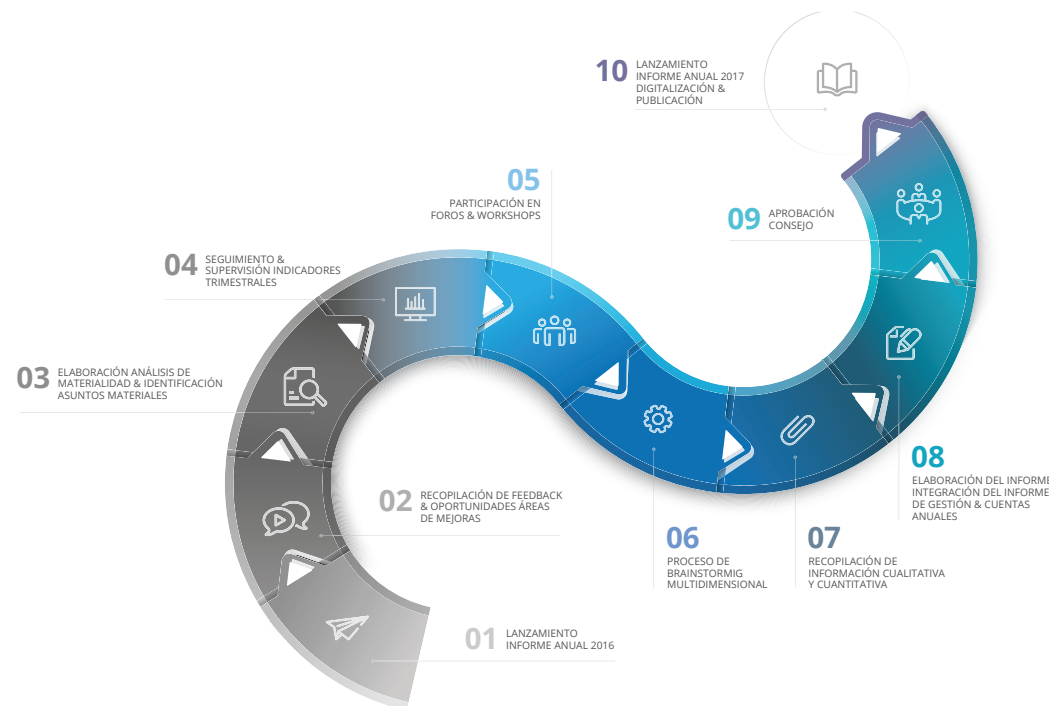 10
LANZAMIENTO
INFORME ANUAL 2017
DIGITALIZACIÓN &
PUBLICACIÓN
05
PARTICIPACIÓN EN
FOROS & WORKSHOPS
09
APROBACIÓN
CONSEJO
04
SEGUIMIENTO &
SUPERVISIÓN INDICADORES
TRIMESTRALES
03
ELABORACIÓN ANÁLISIS DE
MATERIALIDAD & IDENTIFICACIÓN
ASUNTOS MATERIALES
02
RECOPILACIÓN DE FEEDBACK
& OPORTUNIDADES ÁREAS
DE MEJORAS
08
ELABORACIÓN DEL INFORME
INTEGRACIÓN DEL INFORME
DE GESTIÓN & CUENTAS
ANUALES
06
PROCESO DE
BRAINSTORMIG
MULTIDIMENSIONAL
07
RECOPILACIÓN DE
INFORMACIÓN CUALITATIVA
Y CUANTITATIVA
01
LANZAMIENTO
INFORME ANUAL 2016